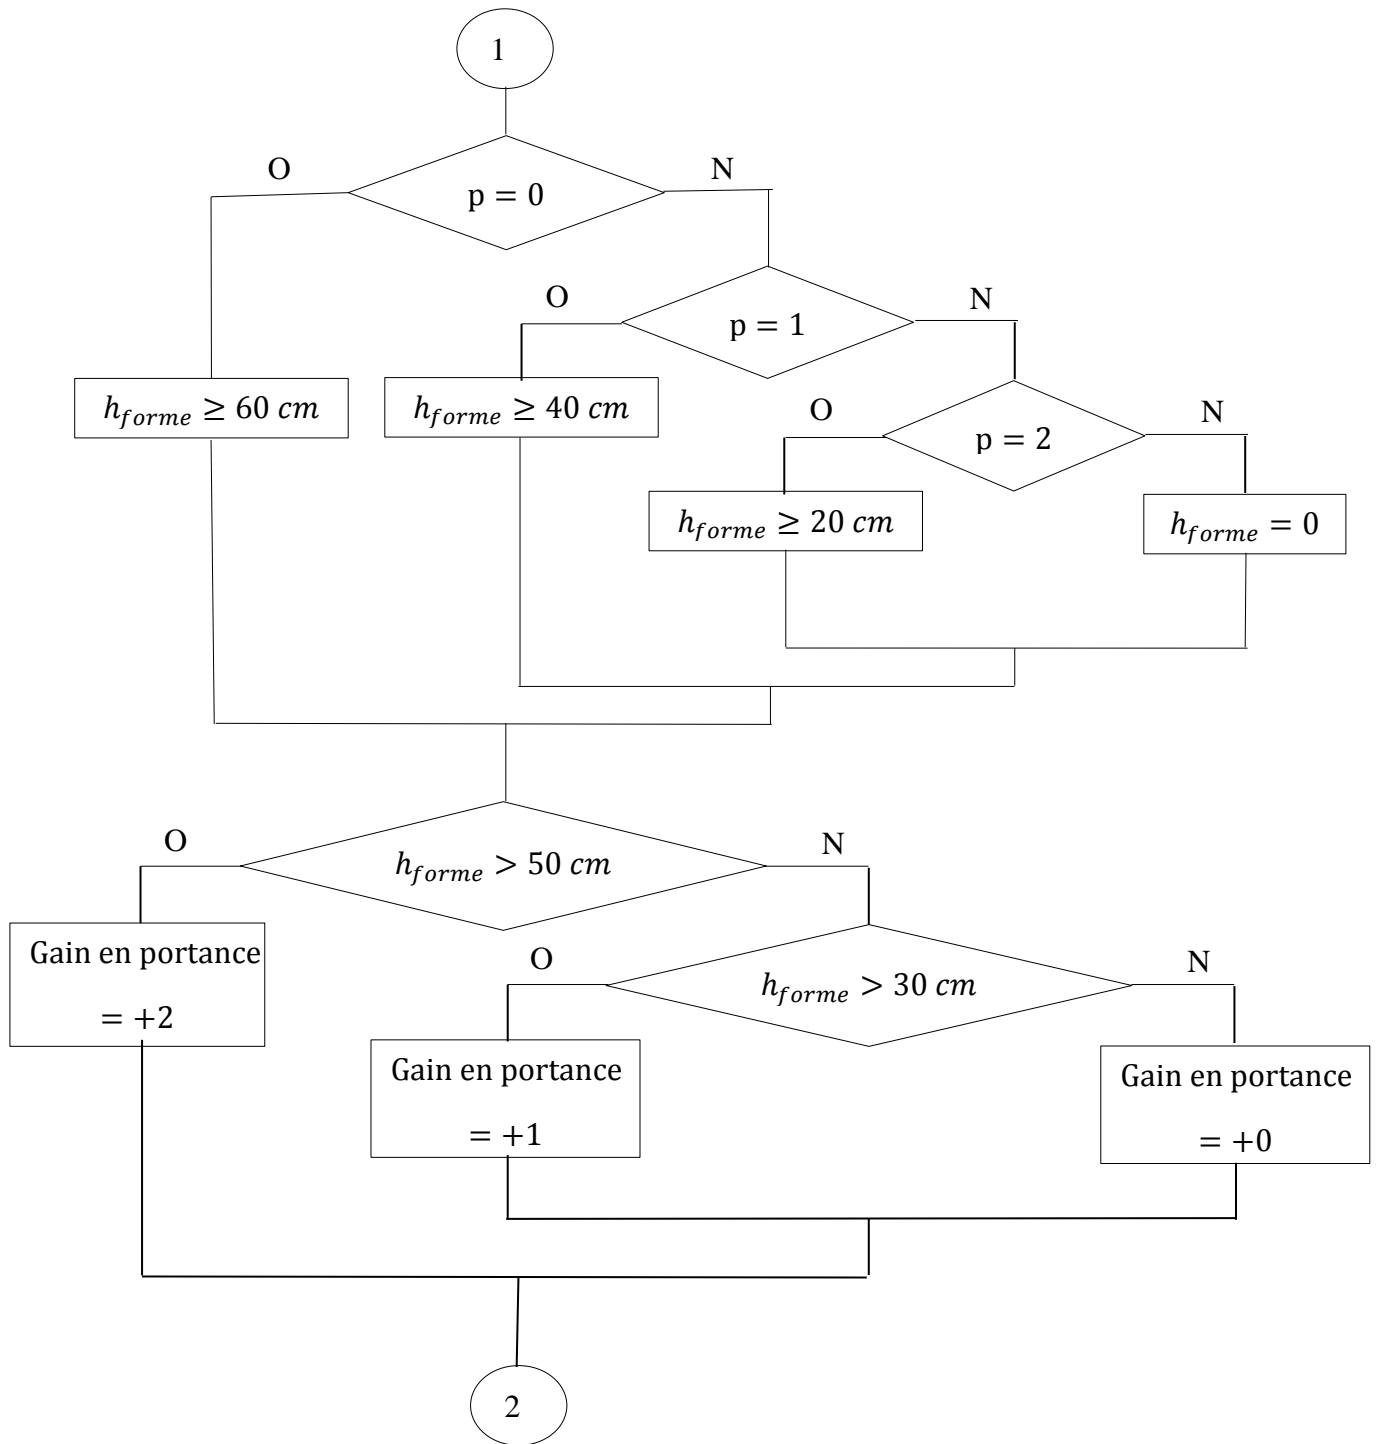 1
O
N
p = 0
O
N
p = 1
h_forme ≥ 60 cm
h_forme ≥ 40 cm
O
N
p = 2
h_forme ≥ 20 cm
h_forme = 0
O
N
h_forme > 50 cm
Gain en portance
= +2
O
N
h_forme > 30 cm
Gain en portance
= +1
Gain en portance
= +0
2